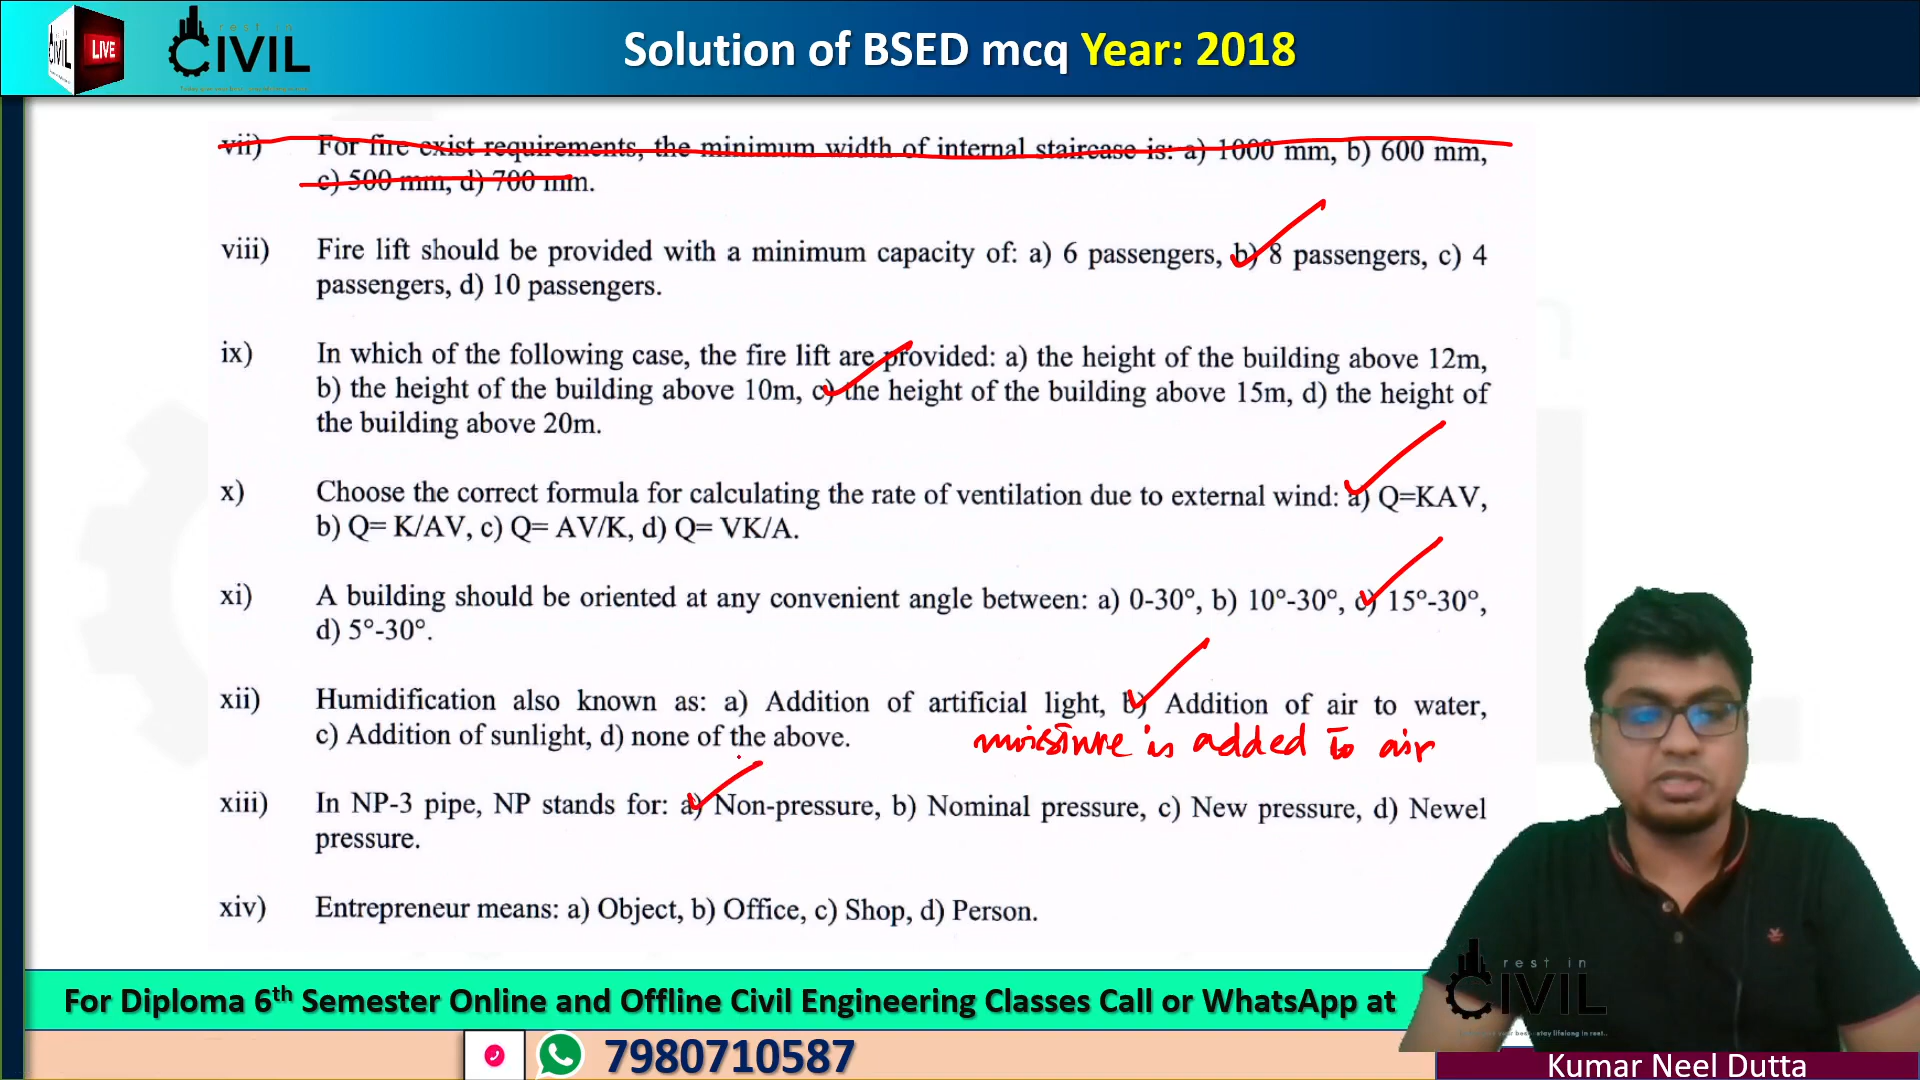 CIVIL
LIVE
rest in
CIVIL
Solution of BSED mcq Year: 2018
vii) For fire exist requirements, the minimum width of internal staircase is: a) 1000 mm, b) 600 mm,
c) 500 mm, d) 700 mm.
viii) Fire lift should be provided with a minimum capacity of: a) 6 passengers, b) 8 passengers, c) 4
passengers, d) 10 passengers.
ix) In which of the following case, the fire lift are provided: a) the height of the building above 12m,
b) the height of the building above 10m, c) the height of the building above 15m, d) the height of
the building above 20m.
x) Choose the correct formula for calculating the rate of ventilation due to external wind: a) Q=KAV,
b) Q= K/AV, c) Q= AV/K, d) Q= VK/A.
xi) A building should be oriented at any convenient angle between: a) 0-30°, b) 10°-30°, c) 15°-30°,
d) 5°-30°.
xii) Humidification also known as: a) Addition of artificial light, b) Addition of air to water,
c) Addition of sunlight, d) none of the above.
moisture is added to air
xiii) In NP-3 pipe, NP stands for: a) Non-pressure, b) Nominal pressure, c) New pressure, d) Newel
pressure.
xiv) Entrepreneur means: a) Object, b) Office, c) Shop, d) Person.
rest in
CIVIL
For Diploma 6th Semester Online and Offline Civil Engineering Classes Call or WhatsApp at
7980710587
Kumar Neel Dutta